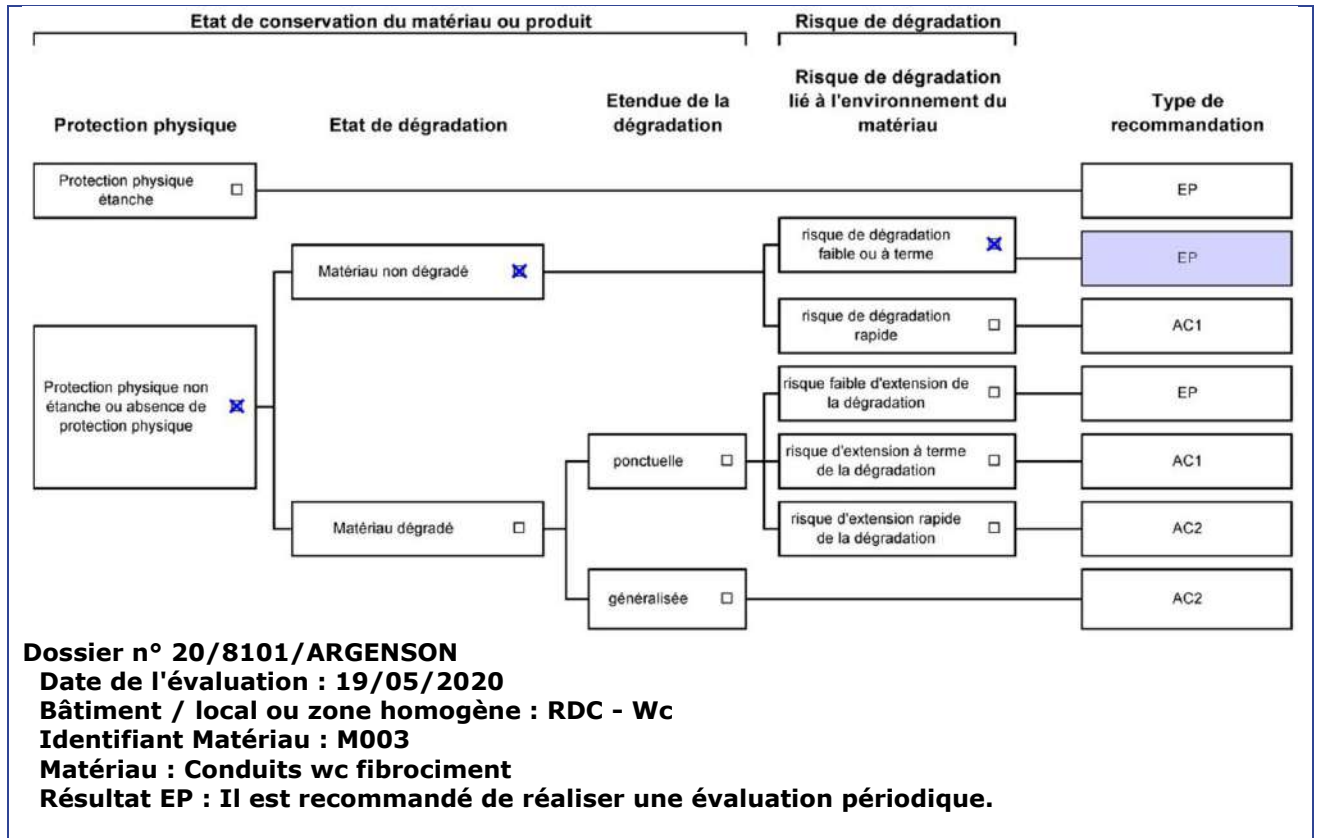 Etat de conservation du matériau ou produit
Risque de dégradation
Protection physique
Etat de dégradation
Etendue de la
dégradation
Risque de dégradation
lié à l'environnement du
matériau
Type de
recommandation
Protection physique
étanche
EP
risque de dégradation
faible ou à terme
EP
Matériau non dégradé
risque de dégradation
rapide
AC1
Protection physique non
étanche ou absence de
protection physique
risque faible d'extension de
la dégradation
EP
ponctuelle
risque d'extension à terme
de la dégradation
AC1
Matériau dégradé
risque d'extension rapide
de la dégradation
AC2
généralisée
AC2
Dossier n° 20/8101/ARGENSON
Date de l'évaluation : 19/05/2020
Bâtiment / local ou zone homogène : RDC - Wc
Identifiant Matériau : M003
Matériau : Conduits wc fibrociment
Résultat EP : Il est recommandé de réaliser une évaluation périodique.